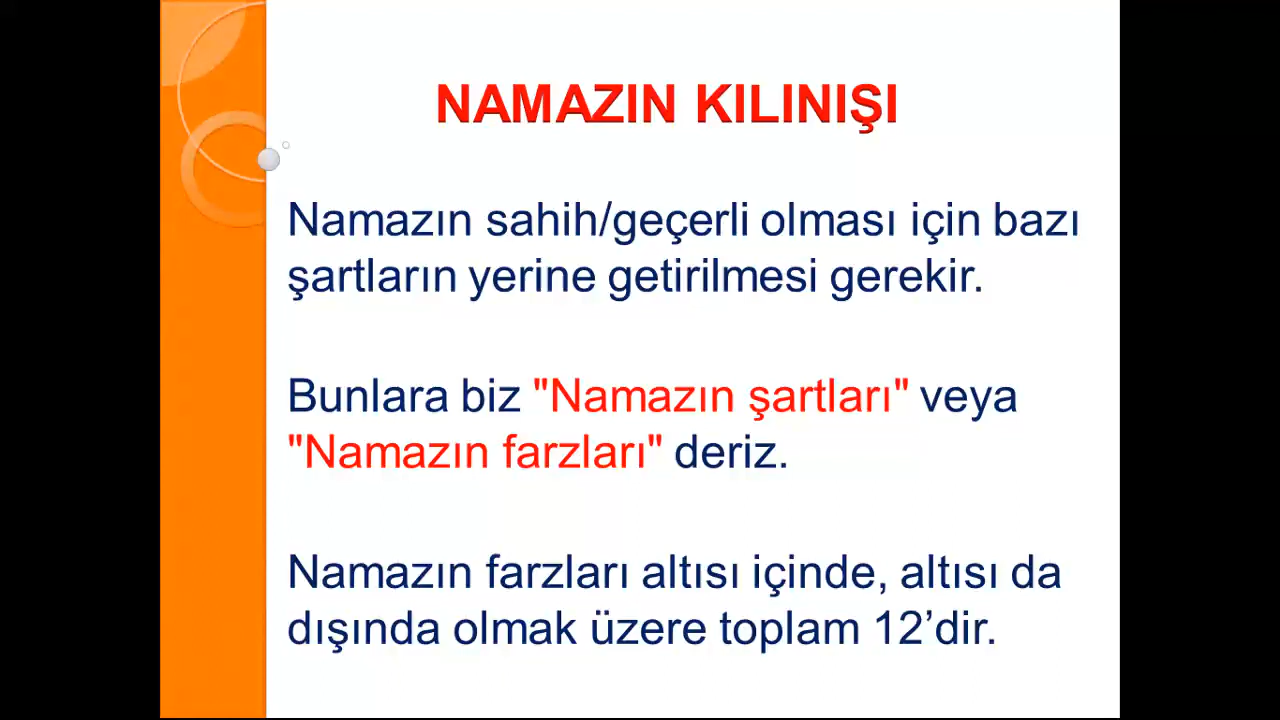 NAMAZIN KILINIŞI
Namazın sahih/geçerli olması için bazı
şartların yerine getirilmesi gerekir.
Bunlara biz "Namazın şartları" veya
"Namazın farzları" deriz.
Namazın farzları altısı içinde, altısı da
dışında olmak üzere toplam 12’dir.